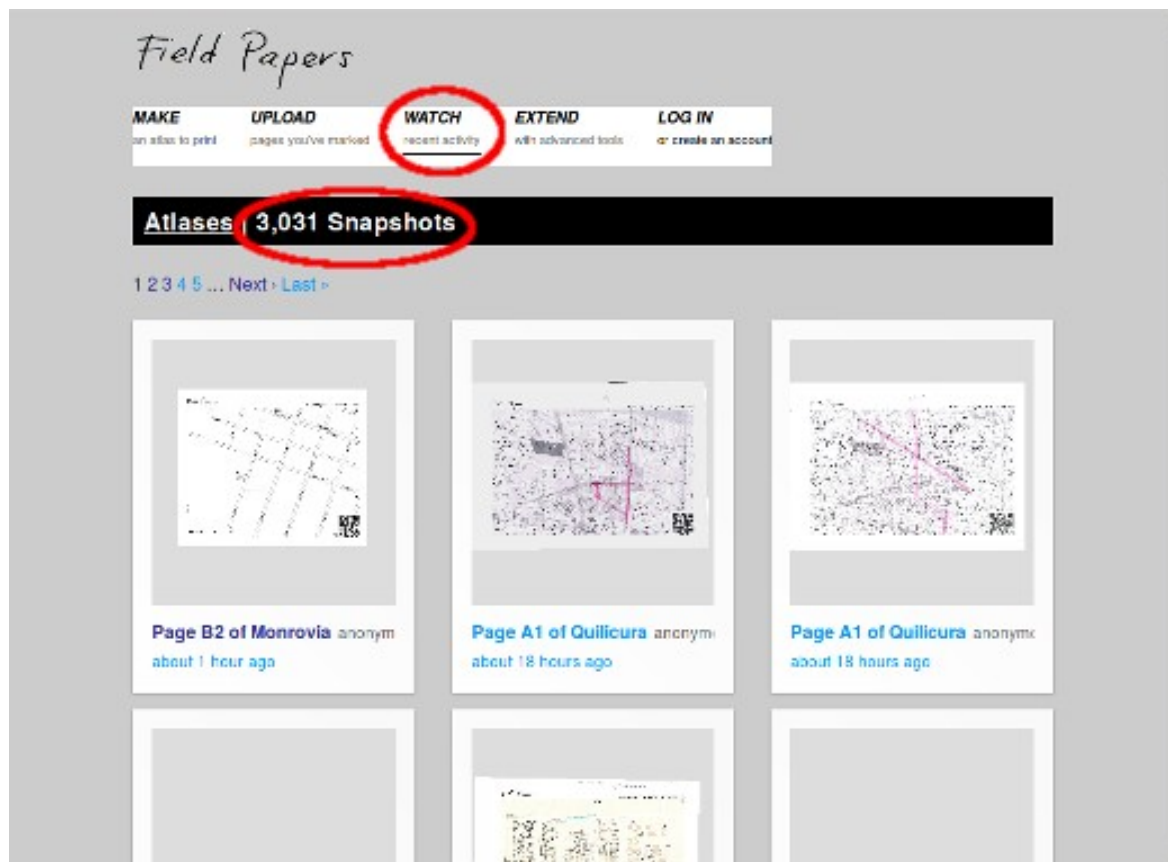 Field Papers
MAKE UPLOAD WATCH EXTEND LOG IN
an atlas to print pages you've marked recent activity with advanced tools or create an account
Atlases | 3,031 Snapshots
1 2 3 4 5 ... Next › Last »
Page B2 of Monrovia anonym
Page A1 of Quilicura anonym
Page A1 of Quilicura anonym
about 1 hour ago
about 18 hours ago
about 18 hours ago